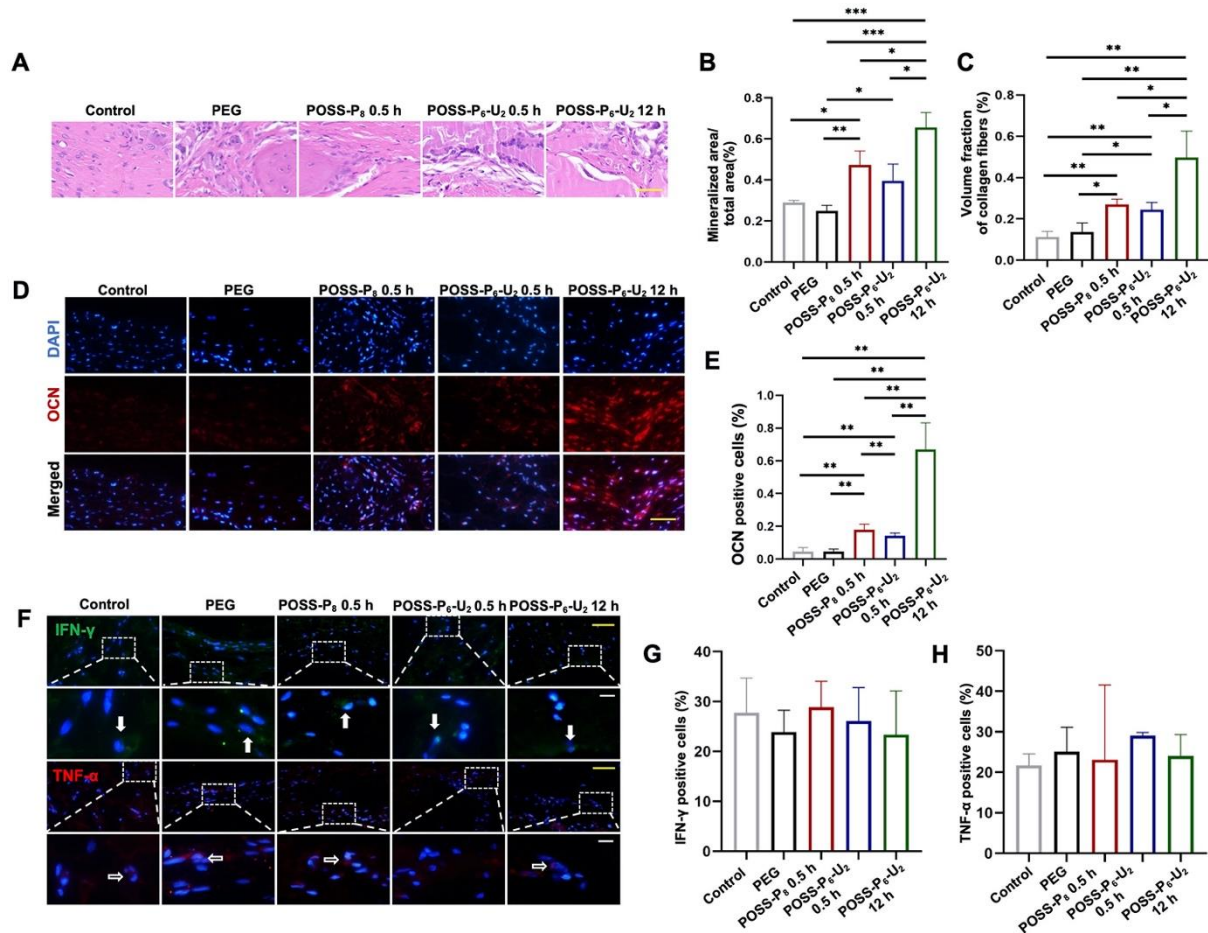 A
Control PEG POSS-P₈ 0.5 h POSS-P₆-U₂ 0.5 h POSS-P₆-U₂ 12 h
B
Mineralized area/
total area(%)
0.8
0.6
0.4
0.2
0.0
***
***
*
*
*
*
**
Control
PEG
POSS-P₈ 0.5 h
POSS-P₆-U₂
0.5 h
POSS-P₆-U₂
12 h
C
Volume fraction
of collagen fibers (%)
0.8
0.6
0.4
0.2
0.0
**
**
*
*
**
*
**
*
Control
PEG
POSS-P₈ 0.5 h
POSS-P₆-U₂
0.5 h
POSS-P₆-U₂
12 h
D
Control PEG POSS-P₈ 0.5 h POSS-P₆-U₂ 0.5 h POSS-P₆-U₂ 12 h
DAPI
OCN
Merged
E
OCN positive cells (%)
1.0
0.8
0.6
0.4
0.2
0.0
**
**
**
**
**
**
**
**
Control
PEG
POSS-P₈ 0.5 h
POSS-P₆-U₂
0.5 h
POSS-P₆-U₂
12 h
F
Control PEG POSS-P₈ 0.5 h POSS-P₆-U₂ 0.5 h POSS-P₆-U₂ 12 h
IFN-γ
TNF-α
G
IFN-γ positive cells (%)
40
30
20
10
0
Control
PEG
POSS-P₈ 0.5 h
POSS-P₆-U₂
0.5 h
POSS-P₆-U₂
12 h
H
TNF-α positive cells (%)
50
40
30
20
10
0
Control
PEG
POSS-P₈ 0.5 h
POSS-P₆-U₂
0.5 h
POSS-P₆-U₂
12 h